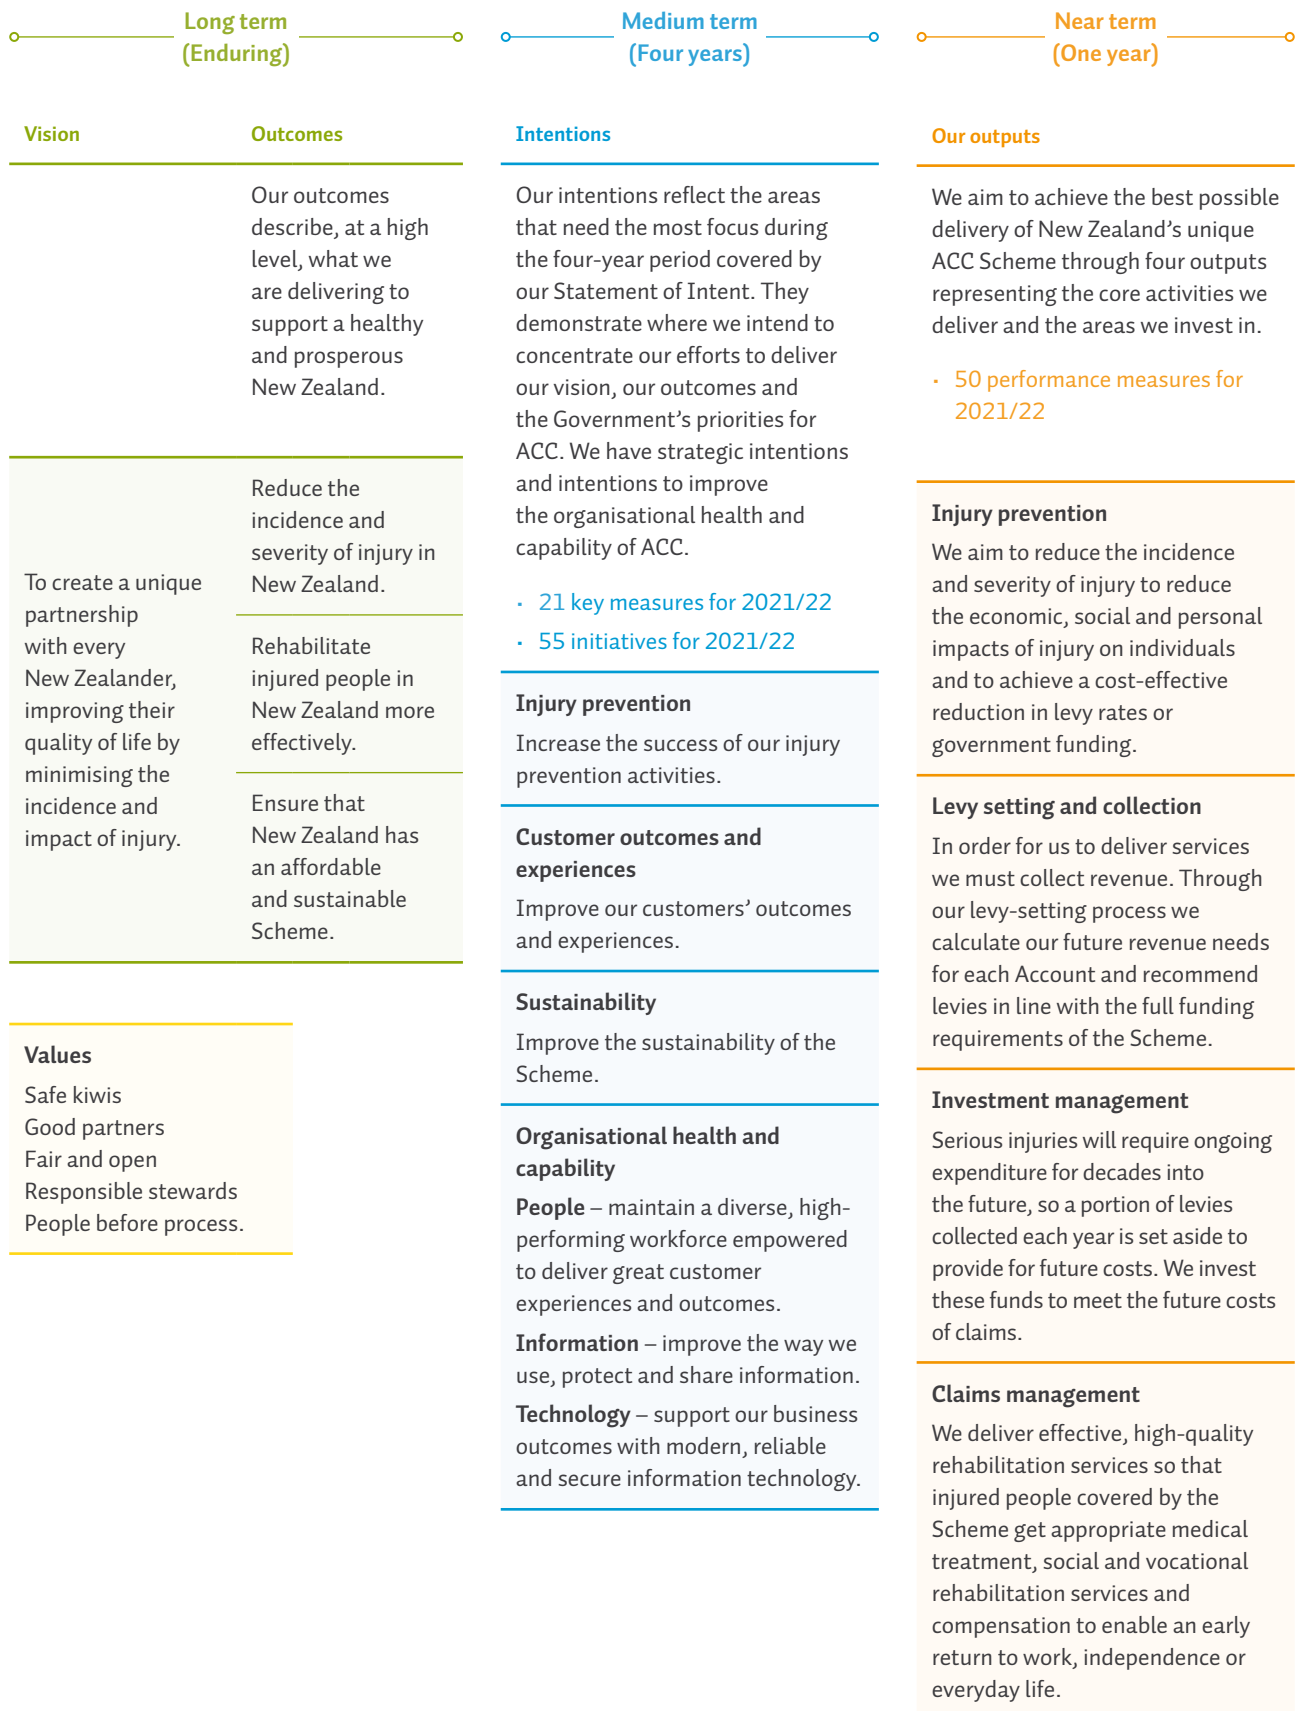 Long term
(Enduring)
Vision
Outcomes
Our outcomes
describe, at a high
level, what we
are delivering to
support a healthy
and prosperous
New Zealand.
To create a unique
partnership
with every
New Zealander,
improving their
quality of life by
minimising the
incidence and
impact of injury.
Reduce the
incidence and
severity of injury in
New Zealand.
Rehabilitate
injured people in
New Zealand more
effectively.
Ensure that
New Zealand has
an affordable
and sustainable
Scheme.
Values
Safe kiwis
Good partners
Fair and open
Responsible stewards
People before process.
Medium term
(Four years)
Intentions
Our intentions reflect the areas
that need the most focus during
the four-year period covered by
our Statement of Intent. They
demonstrate where we intend to
concentrate our efforts to deliver
our vision, our outcomes and
the Government’s priorities for
ACC. We have strategic intentions
and intentions to improve
the organisational health and
capability of ACC.
• 21 key measures for 2021/22
• 55 initiatives for 2021/22
Injury prevention
Increase the success of our injury
prevention activities.
Customer outcomes and
experiences
Improve our customers’ outcomes
and experiences.
Sustainability
Improve the sustainability of the
Scheme.
Organisational health and
capability
People – maintain a diverse, high-
performing workforce empowered
to deliver great customer
experiences and outcomes.
Information – improve the way we
use, protect and share information.
Technology – support our business
outcomes with modern, reliable
and secure information technology.
Near term
(One year)
Our outputs
We aim to achieve the best possible
delivery of New Zealand’s unique
ACC Scheme through four outputs
representing the core activities we
deliver and the areas we invest in.
• 50 performance measures for
2021/22
Injury prevention
We aim to reduce the incidence
and severity of injury to reduce
the economic, social and personal
impacts of injury on individuals
and to achieve a cost-effective
reduction in levy rates or
government funding.
Levy setting and collection
In order for us to deliver services
we must collect revenue. Through
our levy-setting process we
calculate our future revenue needs
for each Account and recommend
levies in line with the full funding
requirements of the Scheme.
Investment management
Serious injuries will require ongoing
expenditure for decades into
the future, so a portion of levies
collected each year is set aside to
provide for future costs. We invest
these funds to meet the future costs
of claims.
Claims management
We deliver effective, high-quality
rehabilitation services so that
injured people covered by the
Scheme get appropriate medical
treatment, social and vocational
rehabilitation services and
compensation to enable an early
return to work, independence or
everyday life.